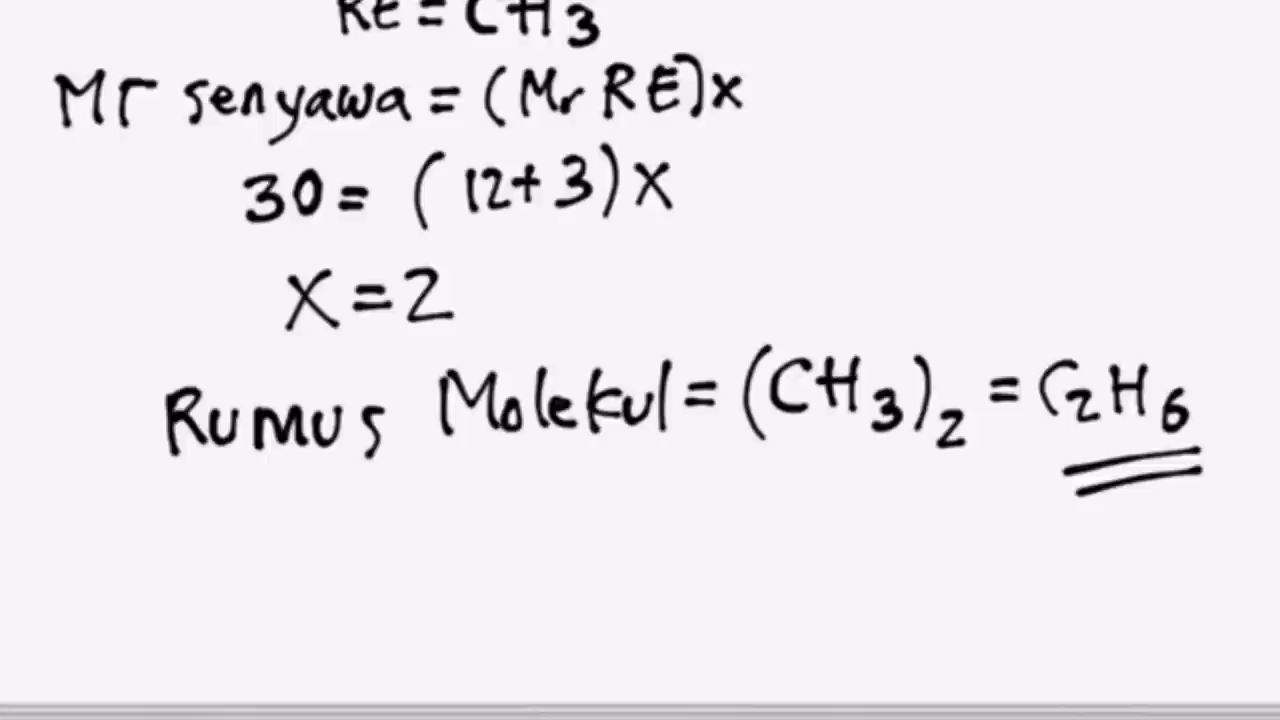 RE = CH3
Mr senyawa = (Mr RE)x
30 = (12+3)x
X = 2
Rumus Molekul = (CH3)2 = C2H6